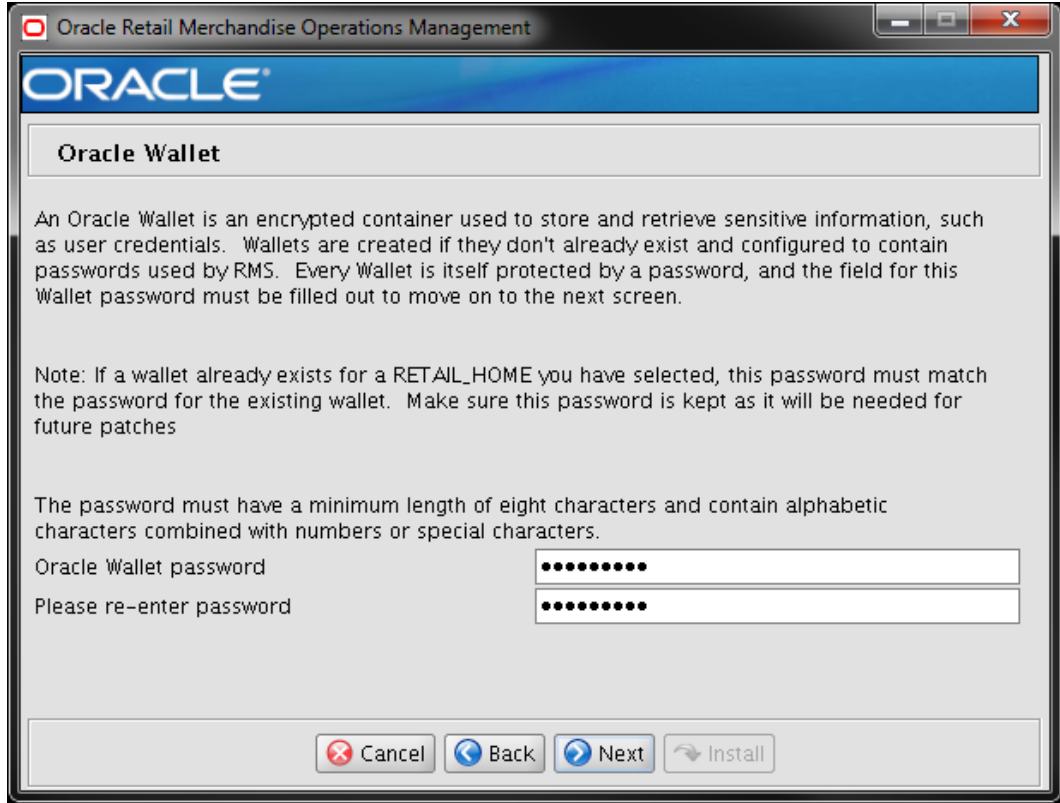 Oracle Retail Merchandise Operations Management
ORACLE
Oracle Wallet
An Oracle Wallet is an encrypted container used to store and retrieve sensitive information, such
as user credentials.  Wallets are created if they don't already exist and configured to contain
passwords used by RMS.  Every Wallet is itself protected by a password, and the field for this
Wallet password must be filled out to move on to the next screen.
Note: If a wallet already exists for a RETAIL_HOME you have selected, this password must match
the password for the existing wallet.  Make sure this password is kept as it will be needed for
future patches
The password must have a minimum length of eight characters and contain alphabetic
characters combined with numbers or special characters.
Oracle Wallet password •••••••••
Please re-enter password •••••••••
Cancel Back Next Install